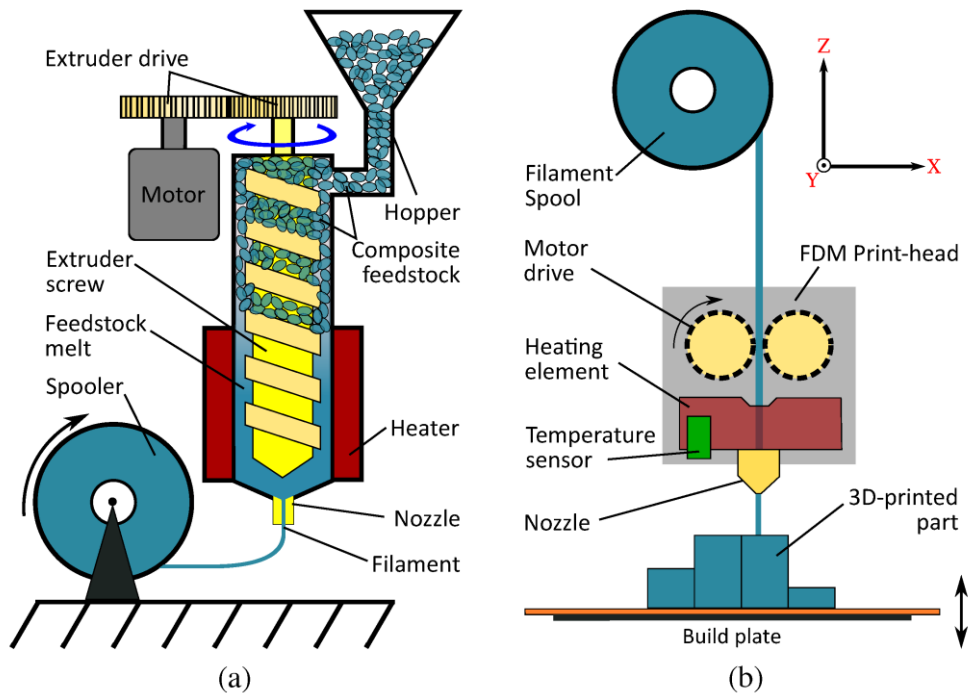 Extruder drive
Motor
Hopper
Composite
feedstock
Extruder
screw
Feedstock
melt
Spooler
Heater
Nozzle
Filament
(a)
Filament
Spool
Z
Y
X
Motor
drive
FDM Print-head
Heating
element
Temperature
sensor
Nozzle
3D-printed
part
Build plate
(b)